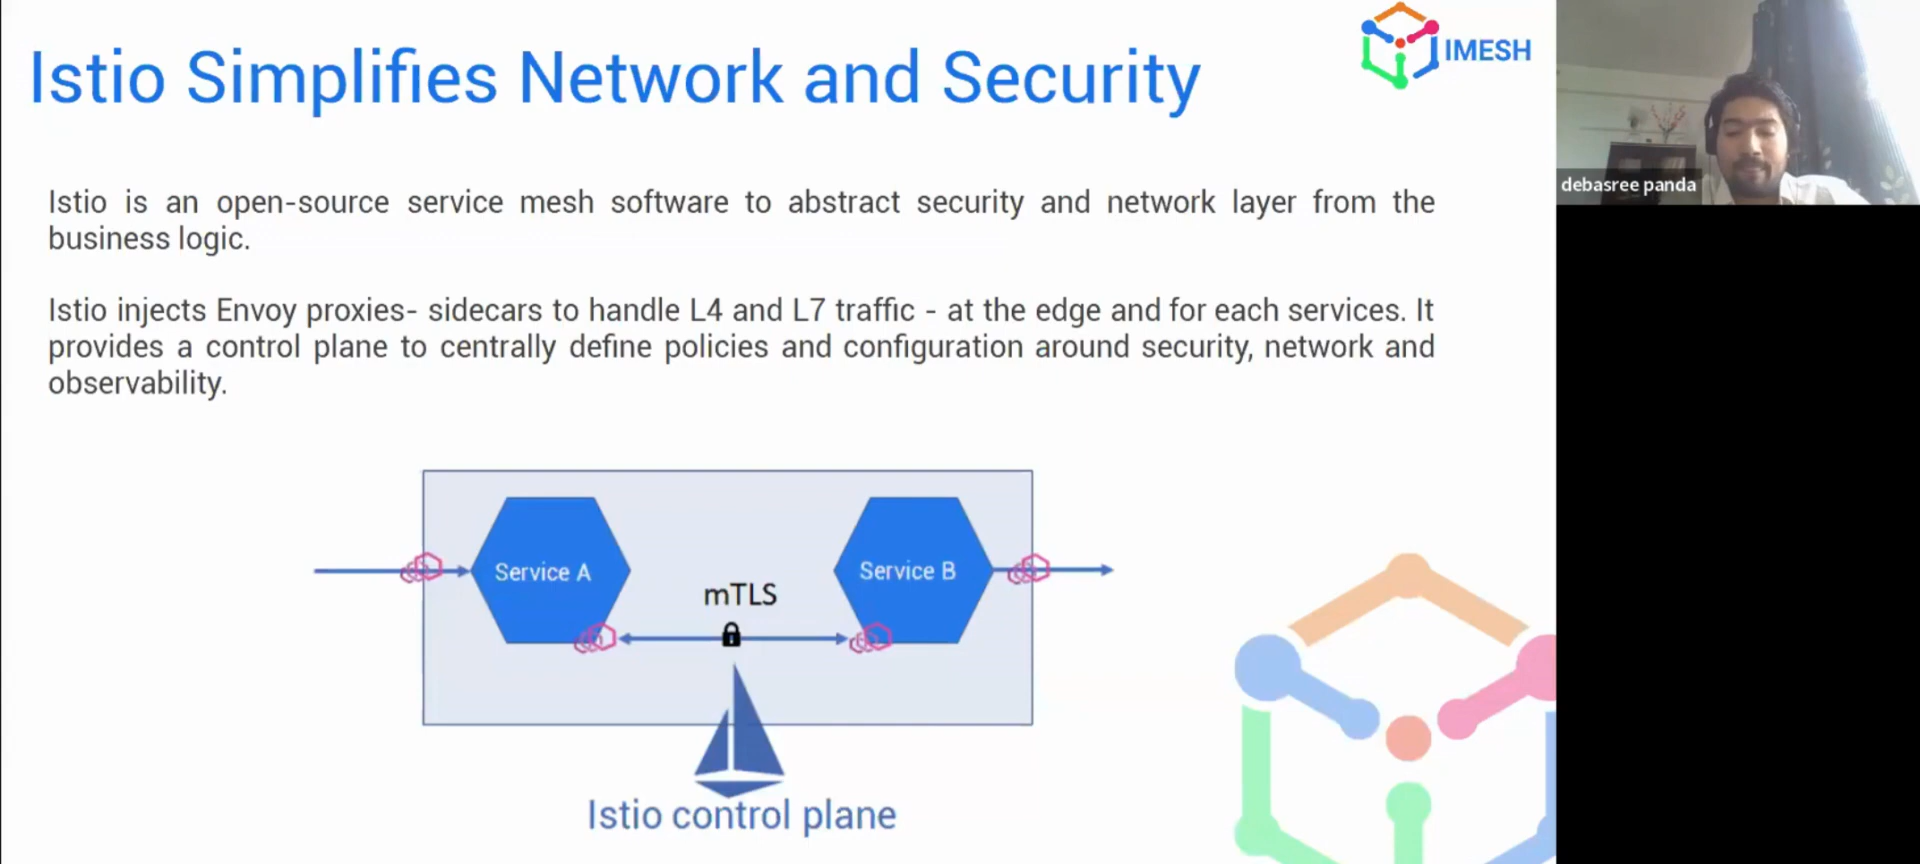 Istio Simplifies Network and Security
IMESH
debasree panda
Istio is an open-source service mesh software to abstract security and network layer from the
business logic.
Istio injects Envoy proxies- sidecars to handle L4 and L7 traffic - at the edge and for each services. It
provides a control plane to centrally define policies and configuration around security, network and
observability.
Service A
Service B
mTLS
Istio control plane